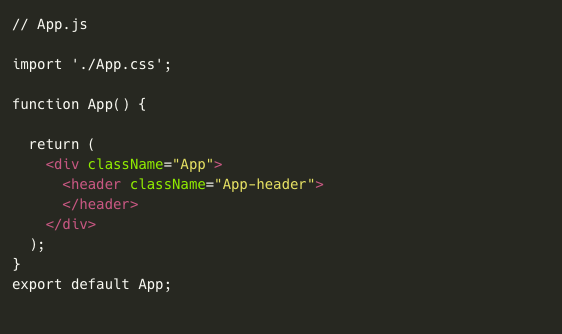 // App.js
import './App.css';
function App() {
return (
<div className="App">
<header className="App-header">
</header>
</div>
);
}
export default App;